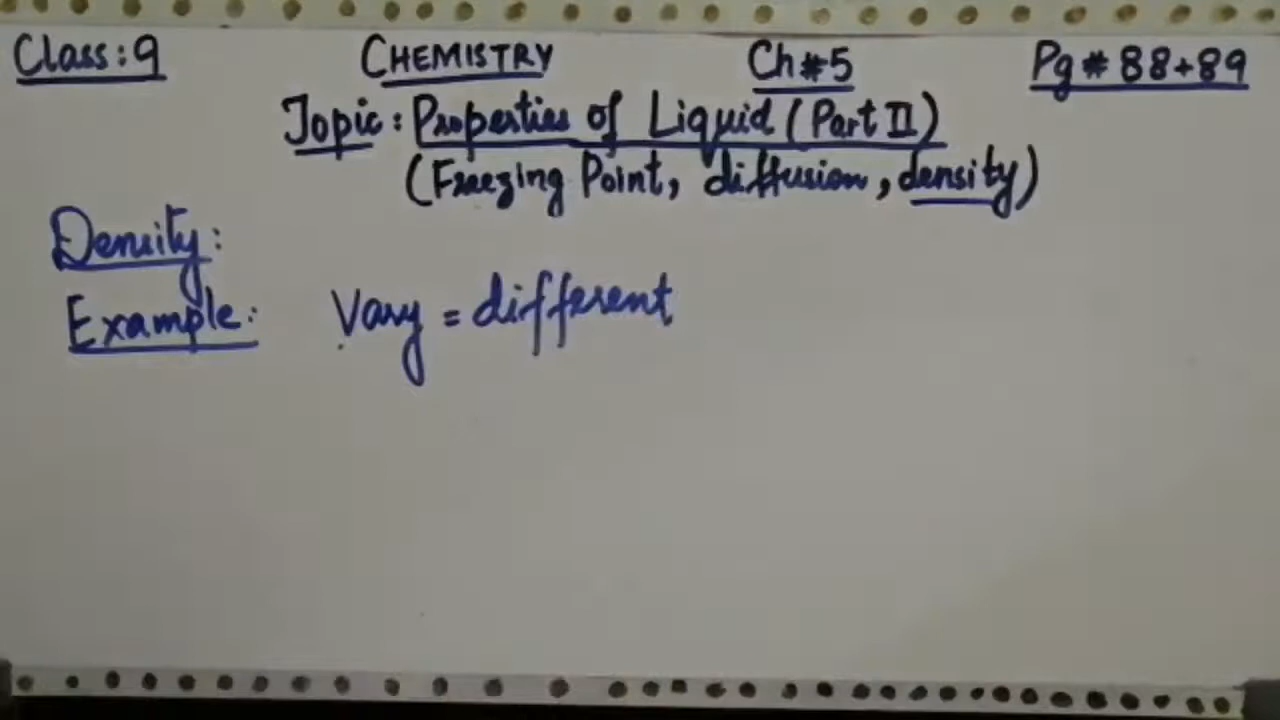 Class: 9 CHEMISTRY Ch # 5 Pg # 88+89
Topic: Properties of Liquid (Part II)
(Freezing Point, diffusion, density)
Density:
Example: Vary = different